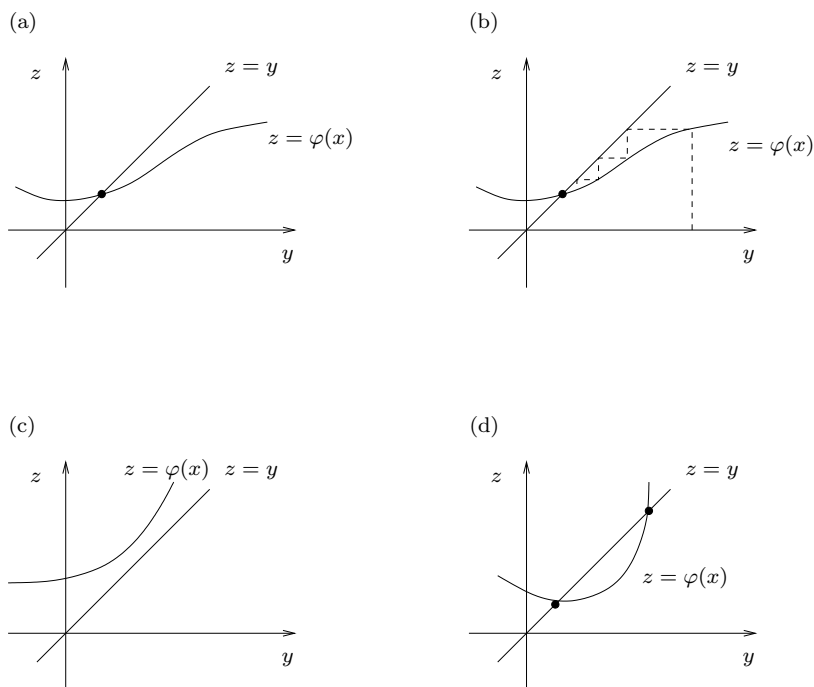 (a)
z
z = y
z = φ(x)
y
(b)
z
z = y
z = φ(x)
y
(c)
z
z = φ(x)
z = y
y
(d)
z
z = y
z = φ(x)
y